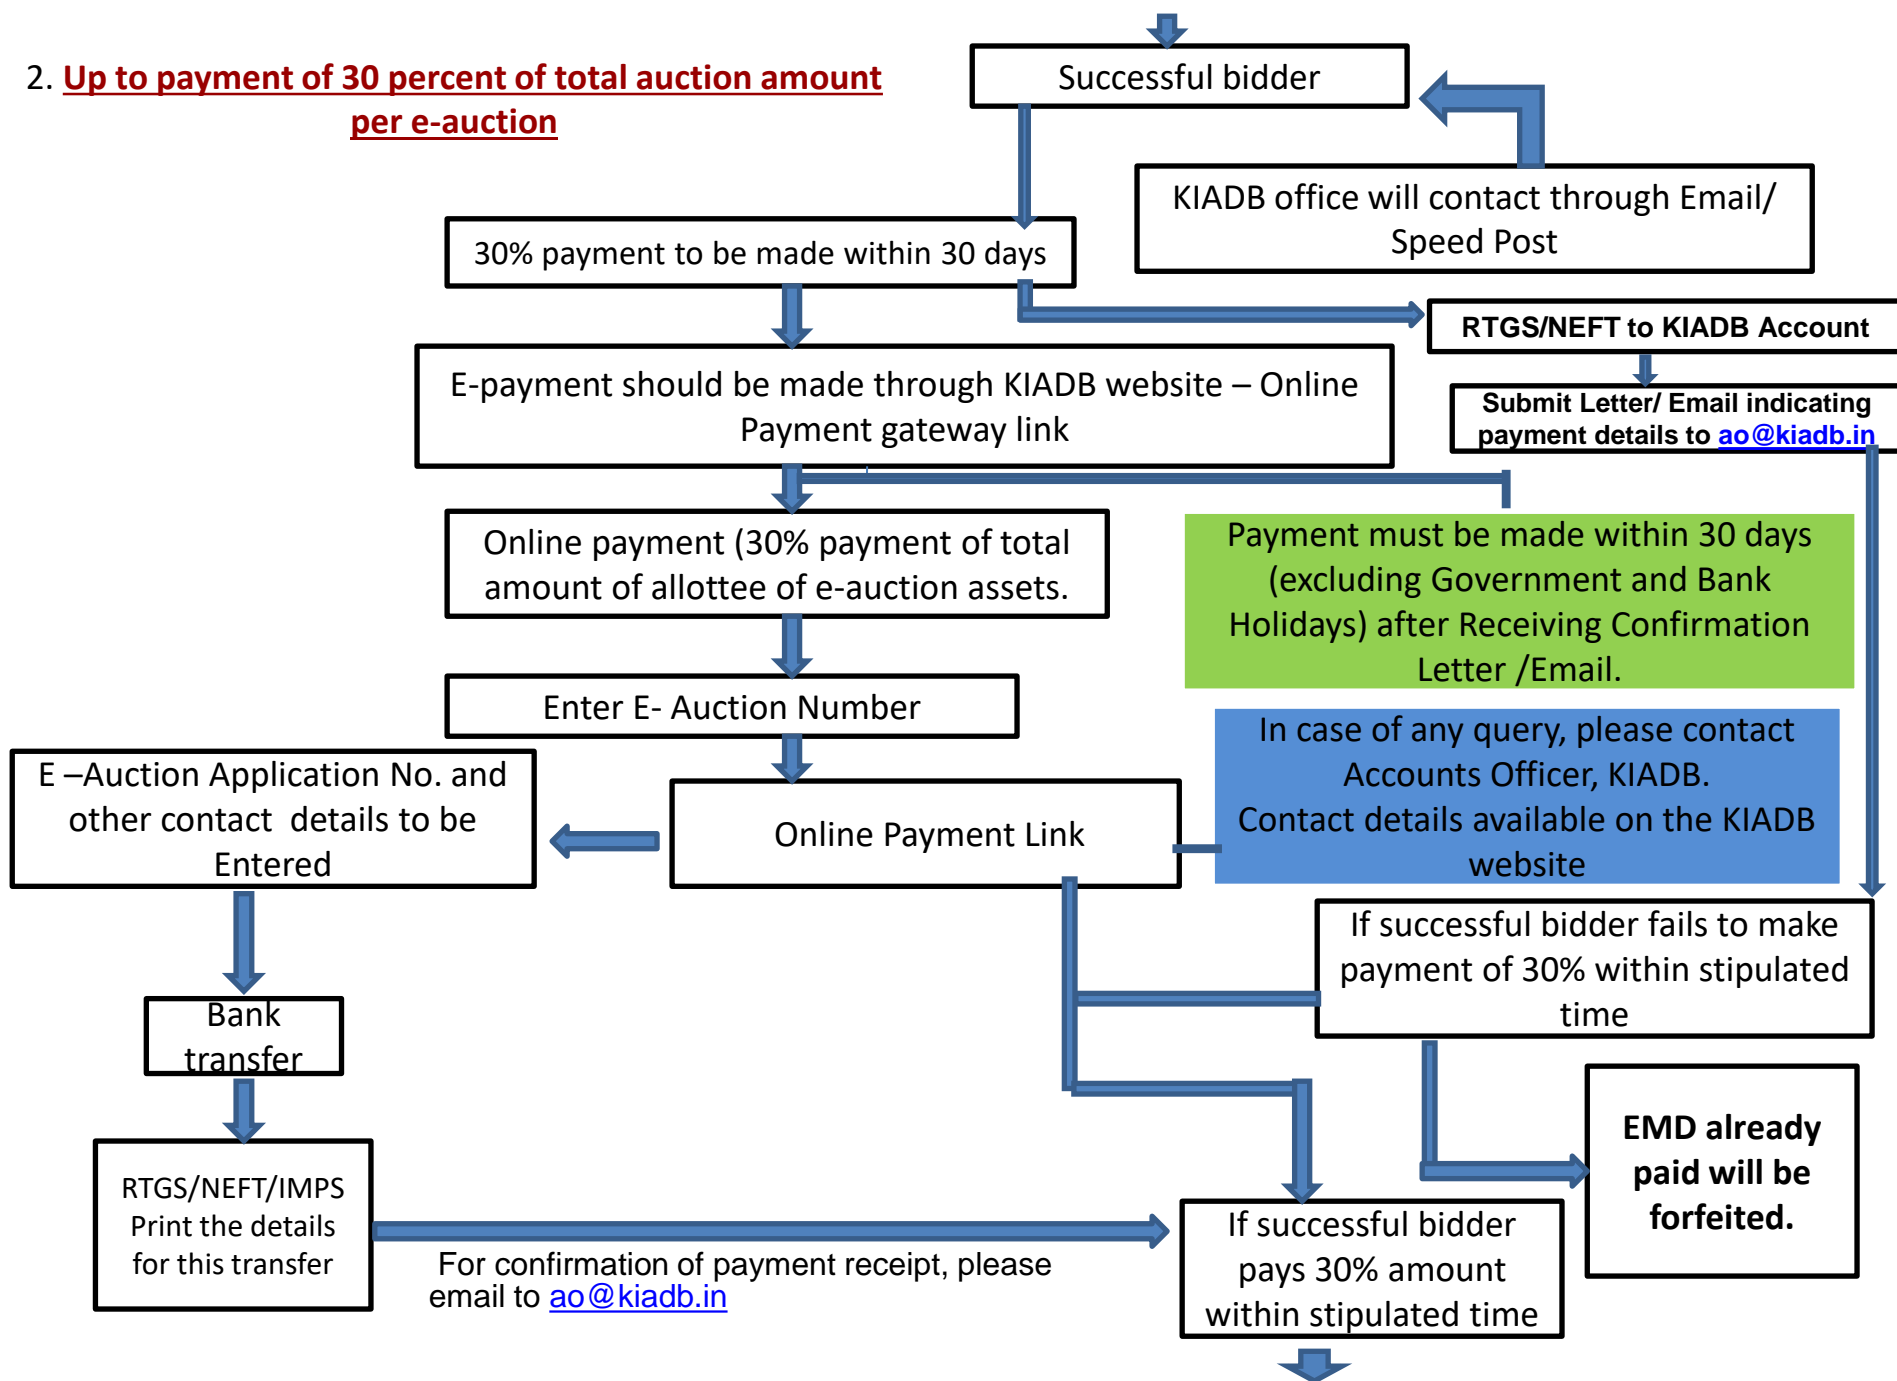 2. Up to payment of 30 percent of total auction amount
per e-auction
Successful bidder
KIADB office will contact through Email/
Speed Post
30% payment to be made within 30 days
RTGS/NEFT to KIADB Account
E-payment should be made through KIADB website – Online
Payment gateway link
Submit Letter/ Email indicating
payment details to ao@kiadb.in
Online payment (30% payment of total
amount of allottee of e-auction assets.
Payment must be made within 30 days
(excluding Government and Bank
Holidays) after Receiving Confirmation
Letter /Email.
Enter E- Auction Number
In case of any query, please contact
Accounts Officer, KIADB.
Contact details available on the KIADB
website
E –Auction Application No. and
other contact details to be
Entered
Online Payment Link
If successful bidder fails to make
payment of 30% within stipulated
time
Bank
transfer
EMD already
paid will be
forfeited.
RTGS/NEFT/IMPS
Print the details
for this transfer
For confirmation of payment receipt, please
email to ao@kiadb.in
If successful bidder
pays 30% amount
within stipulated time